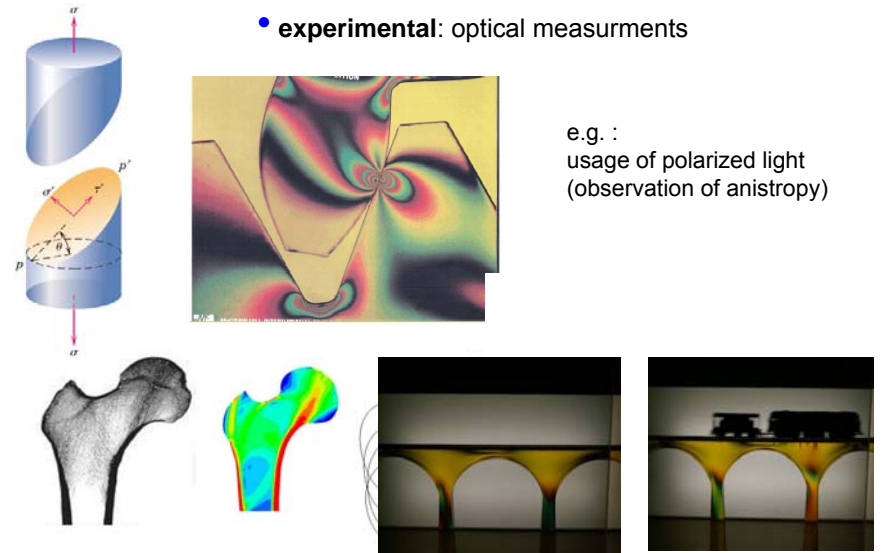 σ
• experimental: optical measurments
e.g. :
usage of polarized light
(observation of anistropy)
p'
σ' τ'
θ
p
σ